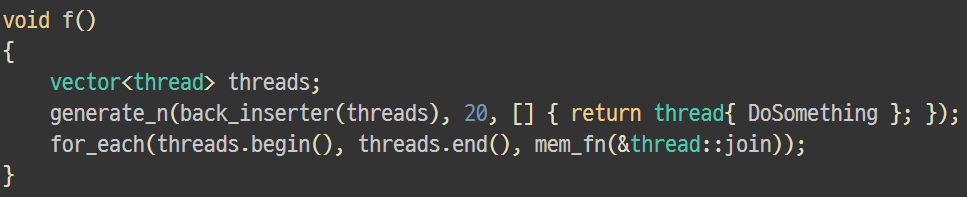 void f()
{
    vector<thread> threads;
    generate_n(back_inserter(threads), 20, [] { return thread{ DoSomething }; });
    for_each(threads.begin(), threads.end(), mem_fn(&thread::join));
}